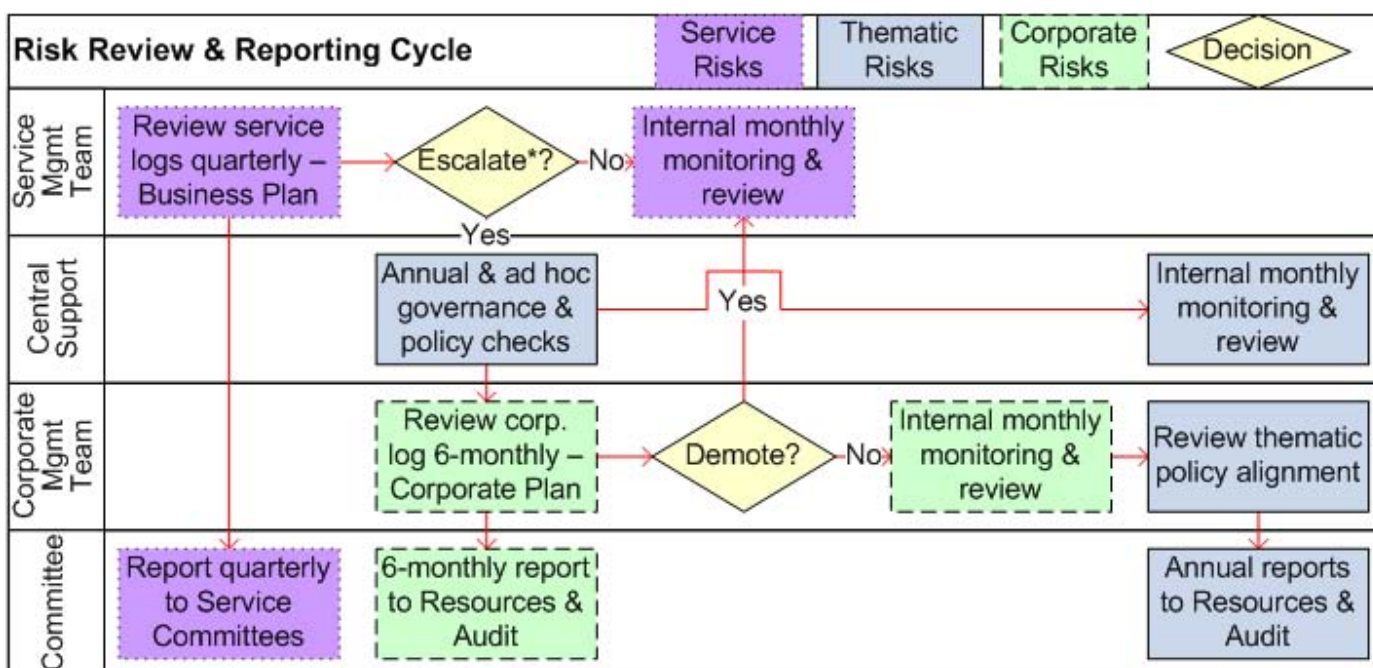 Risk Review & Reporting Cycle
Service
Risks
Thematic
Risks
Corporate
Risks
Decision
Service
Mgmt
Team
Review service
logs quarterly –
Business Plan
Escalate*?
No
Internal monthly
monitoring &
review
Yes
Central
Support
Annual & ad hoc
governance &
policy checks
Yes
Internal monthly
monitoring &
review
Corporate
Mgmt
Team
Review corp.
log 6-monthly –
Corporate Plan
Demote?
No
Internal monthly
monitoring &
review
Review thematic
policy alignment
Committee
Report quarterly
to Service
Committees
6-monthly report
to Resources &
Audit
Annual reports
to Resources &
Audit